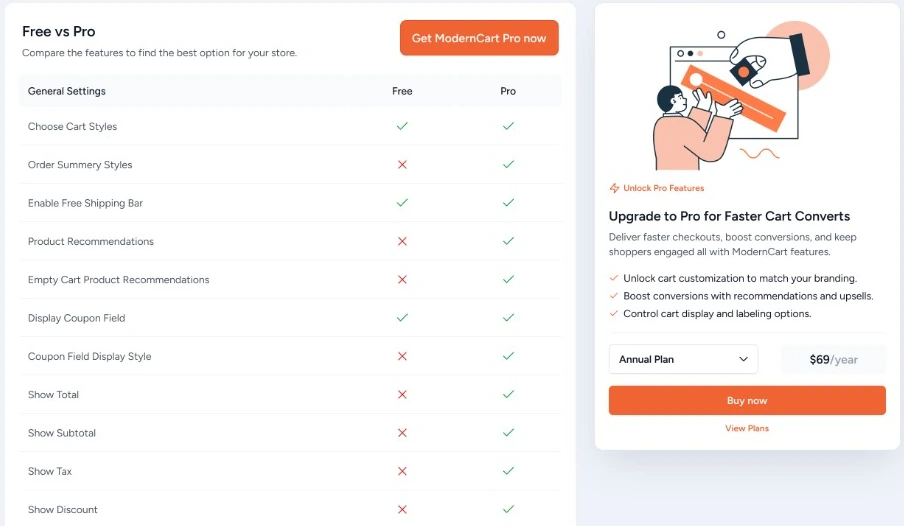 Free vs Pro
Compare the features to find the best option for your store.
Get ModernCart Pro now
General Settings Free Pro
Choose Cart Styles
Order Summery Styles
Enable Free Shipping Bar
Product Recommendations
Empty Cart Product Recommendations
Display Coupon Field
Coupon Field Display Style
Show Total
Show Subtotal
Show Tax
Show Discount
Unlock Pro Features
Upgrade to Pro for Faster Cart Converts
Deliver faster checkouts, boost conversions, and keep
shoppers engaged all with ModernCart features.
Unlock cart customization to match your branding.
Boost conversions with recommendations and upsells.
Control cart display and labeling options.
Annual Plan $69/year
Buy now
View Plans